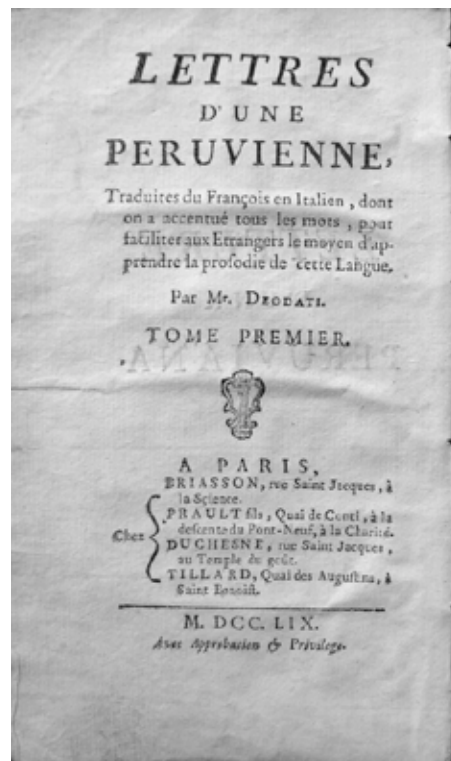 LETTRES
D'UNE
PERUVIENNE,
Traduites du François en Italien, dont
on a accentué tous les mots, pour
faciliter aux Etrangers le moyen d'ap-
prendre la prosodie de cette Langue.
Par Mr. DEODATI.
TOME PREMIER.
A PARIS,
BRIASSON, rue Saint Jacques, à
la Science.
PRAULT fils, Quai de Conti, à la
descente du Pont-Neuf, à la Charité.
Chez
DUCHESNE, rue Saint Jacques,
au Temple du goût.
TILLARD, Quai des Augustins, à
Saint Benoist.
M. DCC. LIX.
Avec Approbation & Privilege.